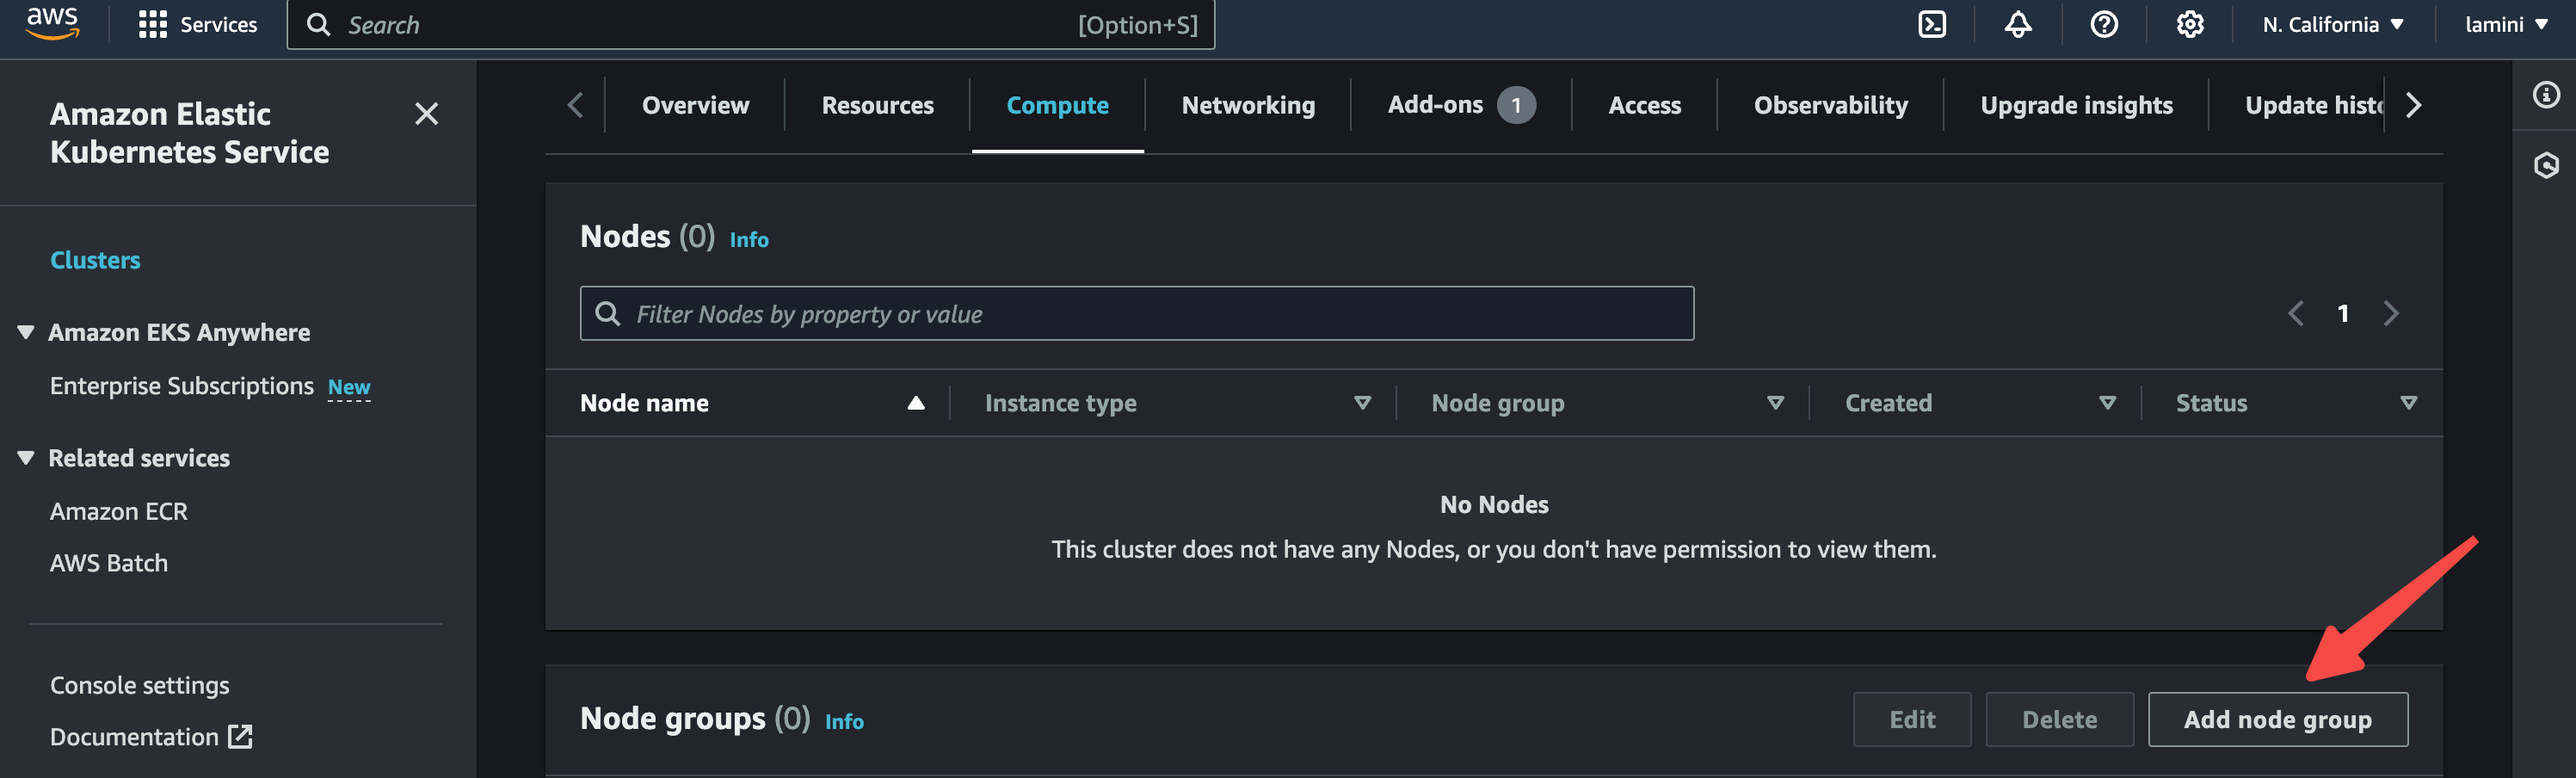 aws
Services
Search
[Option+S]
N. California
lamini
Amazon Elastic
Kubernetes Service
Clusters
Amazon EKS Anywhere
Enterprise Subscriptions New
Related services
Amazon ECR
AWS Batch
Console settings
Documentation
Overview
Resources
Compute
Networking
Add-ons 1
Access
Observability
Upgrade insights
Update histo
Nodes (0) Info
Filter Nodes by property or value
1
Node name
Instance type
Node group
Created
Status
No Nodes
This cluster does not have any Nodes, or you don't have permission to view them.
Node groups (0) Info
Edit
Delete
Add node group